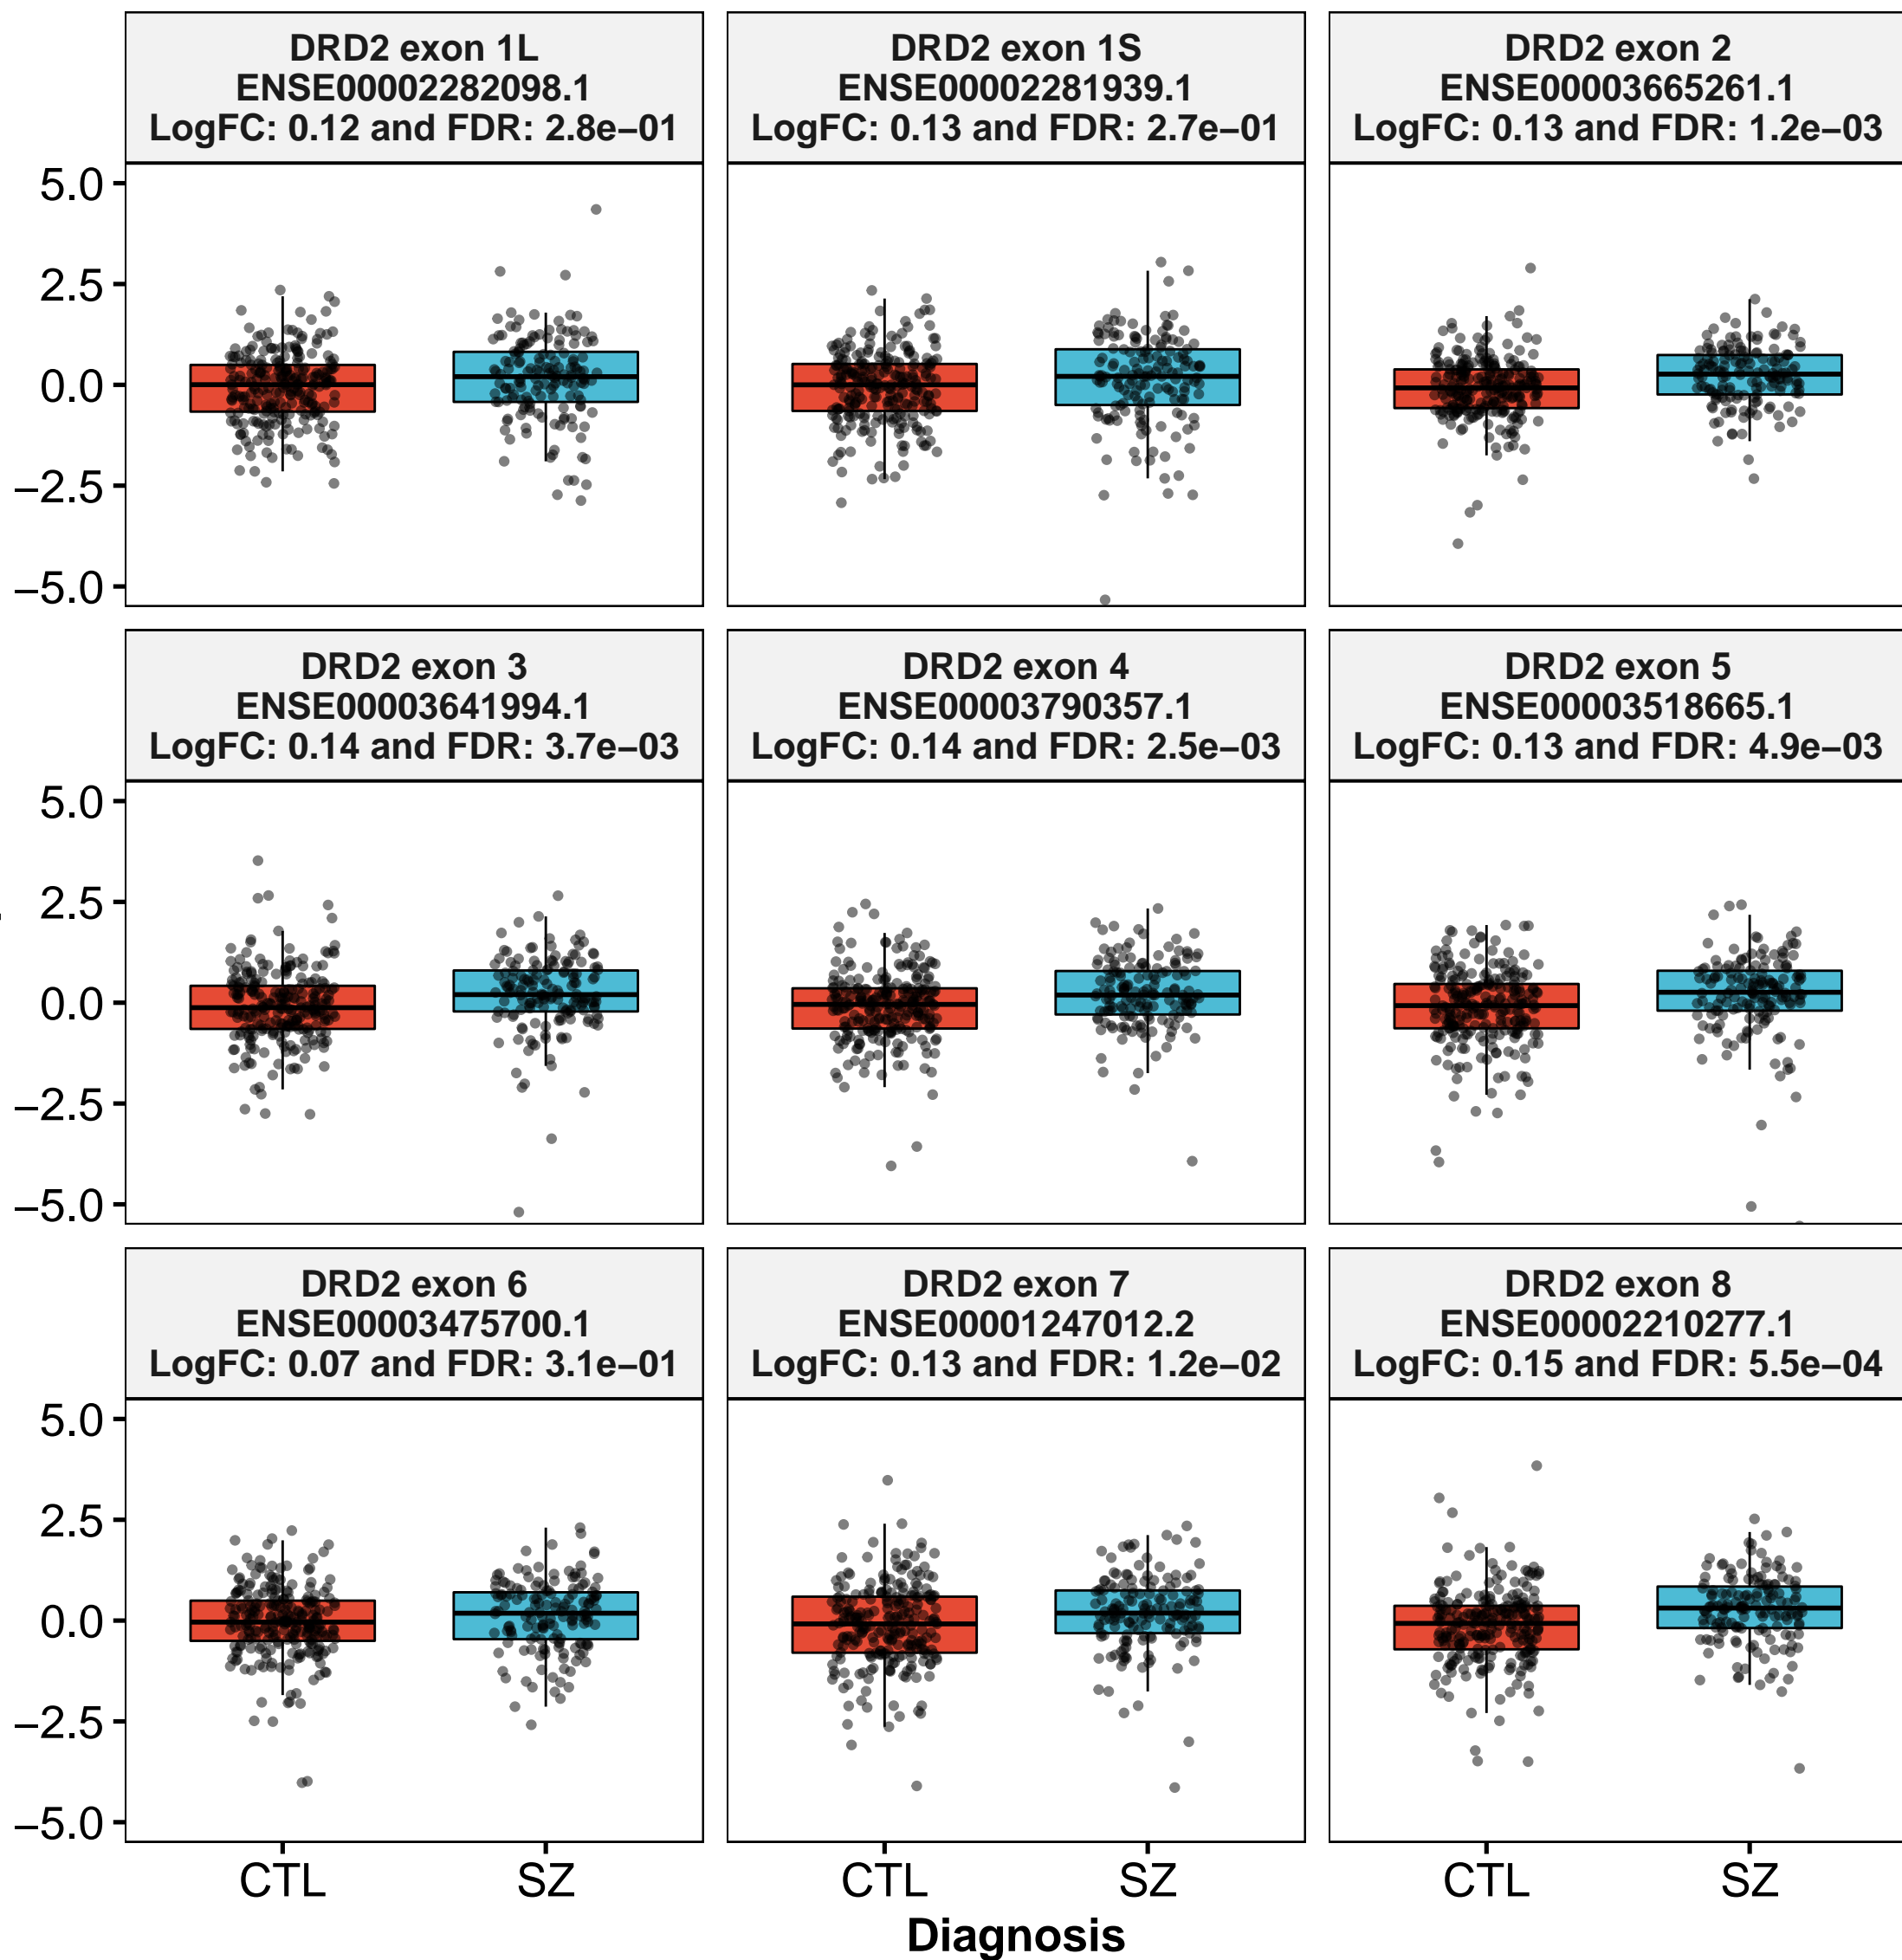 DRD2 exon 1L
ENSE00002282098.1
LogFC: 0.12 and FDR: 2.8e−01
DRD2 exon 1S
ENSE00002281939.1
LogFC: 0.13 and FDR: 2.7e−01
DRD2 exon 2
ENSE00003665261.1
LogFC: 0.13 and FDR: 1.2e−03
5.0
2.5
0.0
−2.5
−5.0
DRD2 exon 3
ENSE00003641994.1
LogFC: 0.14 and FDR: 3.7e−03
DRD2 exon 4
ENSE00003790357.1
LogFC: 0.14 and FDR: 2.5e−03
DRD2 exon 5
ENSE00003518665.1
LogFC: 0.13 and FDR: 4.9e−03
5.0
2.5
0.0
−2.5
−5.0
DRD2 exon 6
ENSE00003475700.1
LogFC: 0.07 and FDR: 3.1e−01
DRD2 exon 7
ENSE00001247012.2
LogFC: 0.13 and FDR: 1.2e−02
DRD2 exon 8
ENSE00002210277.1
LogFC: 0.15 and FDR: 5.5e−04
5.0
2.5
0.0
−2.5
−5.0
CTL SZ CTL SZ CTL SZ
Diagnosis